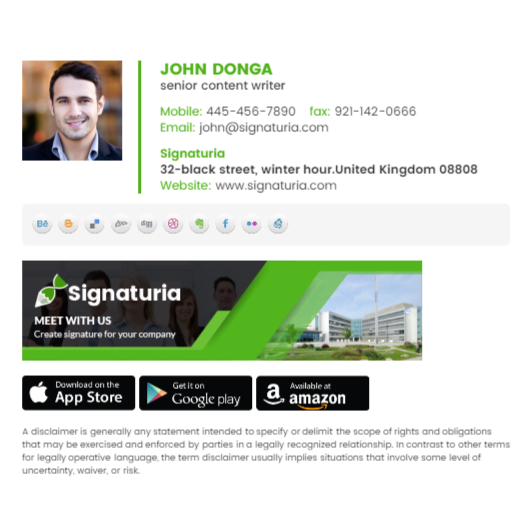 JOHN DONGA
senior content writer
Mobile: 445-456-7890 fax: 921-142-0666
Email: john@signaturia.com
Signaturia
32-black street, winter hour.United Kingdom 08808
Website: www.signaturia.com
Bē
digg
f
Signaturia
MEET WITH US
Create signature for your company
Download on the
App Store
Get it on
Google play
a
Available at
amazon
A disclaimer is generally any statement intended to specify or delimit the scope of rights and obligations
that may be exercised and enforced by parties in a legally recognized relationship. In contrast to other terms
for legally operative language, the term disclaimer usually implies situations that involve some level of
uncertainty, waiver, or risk.